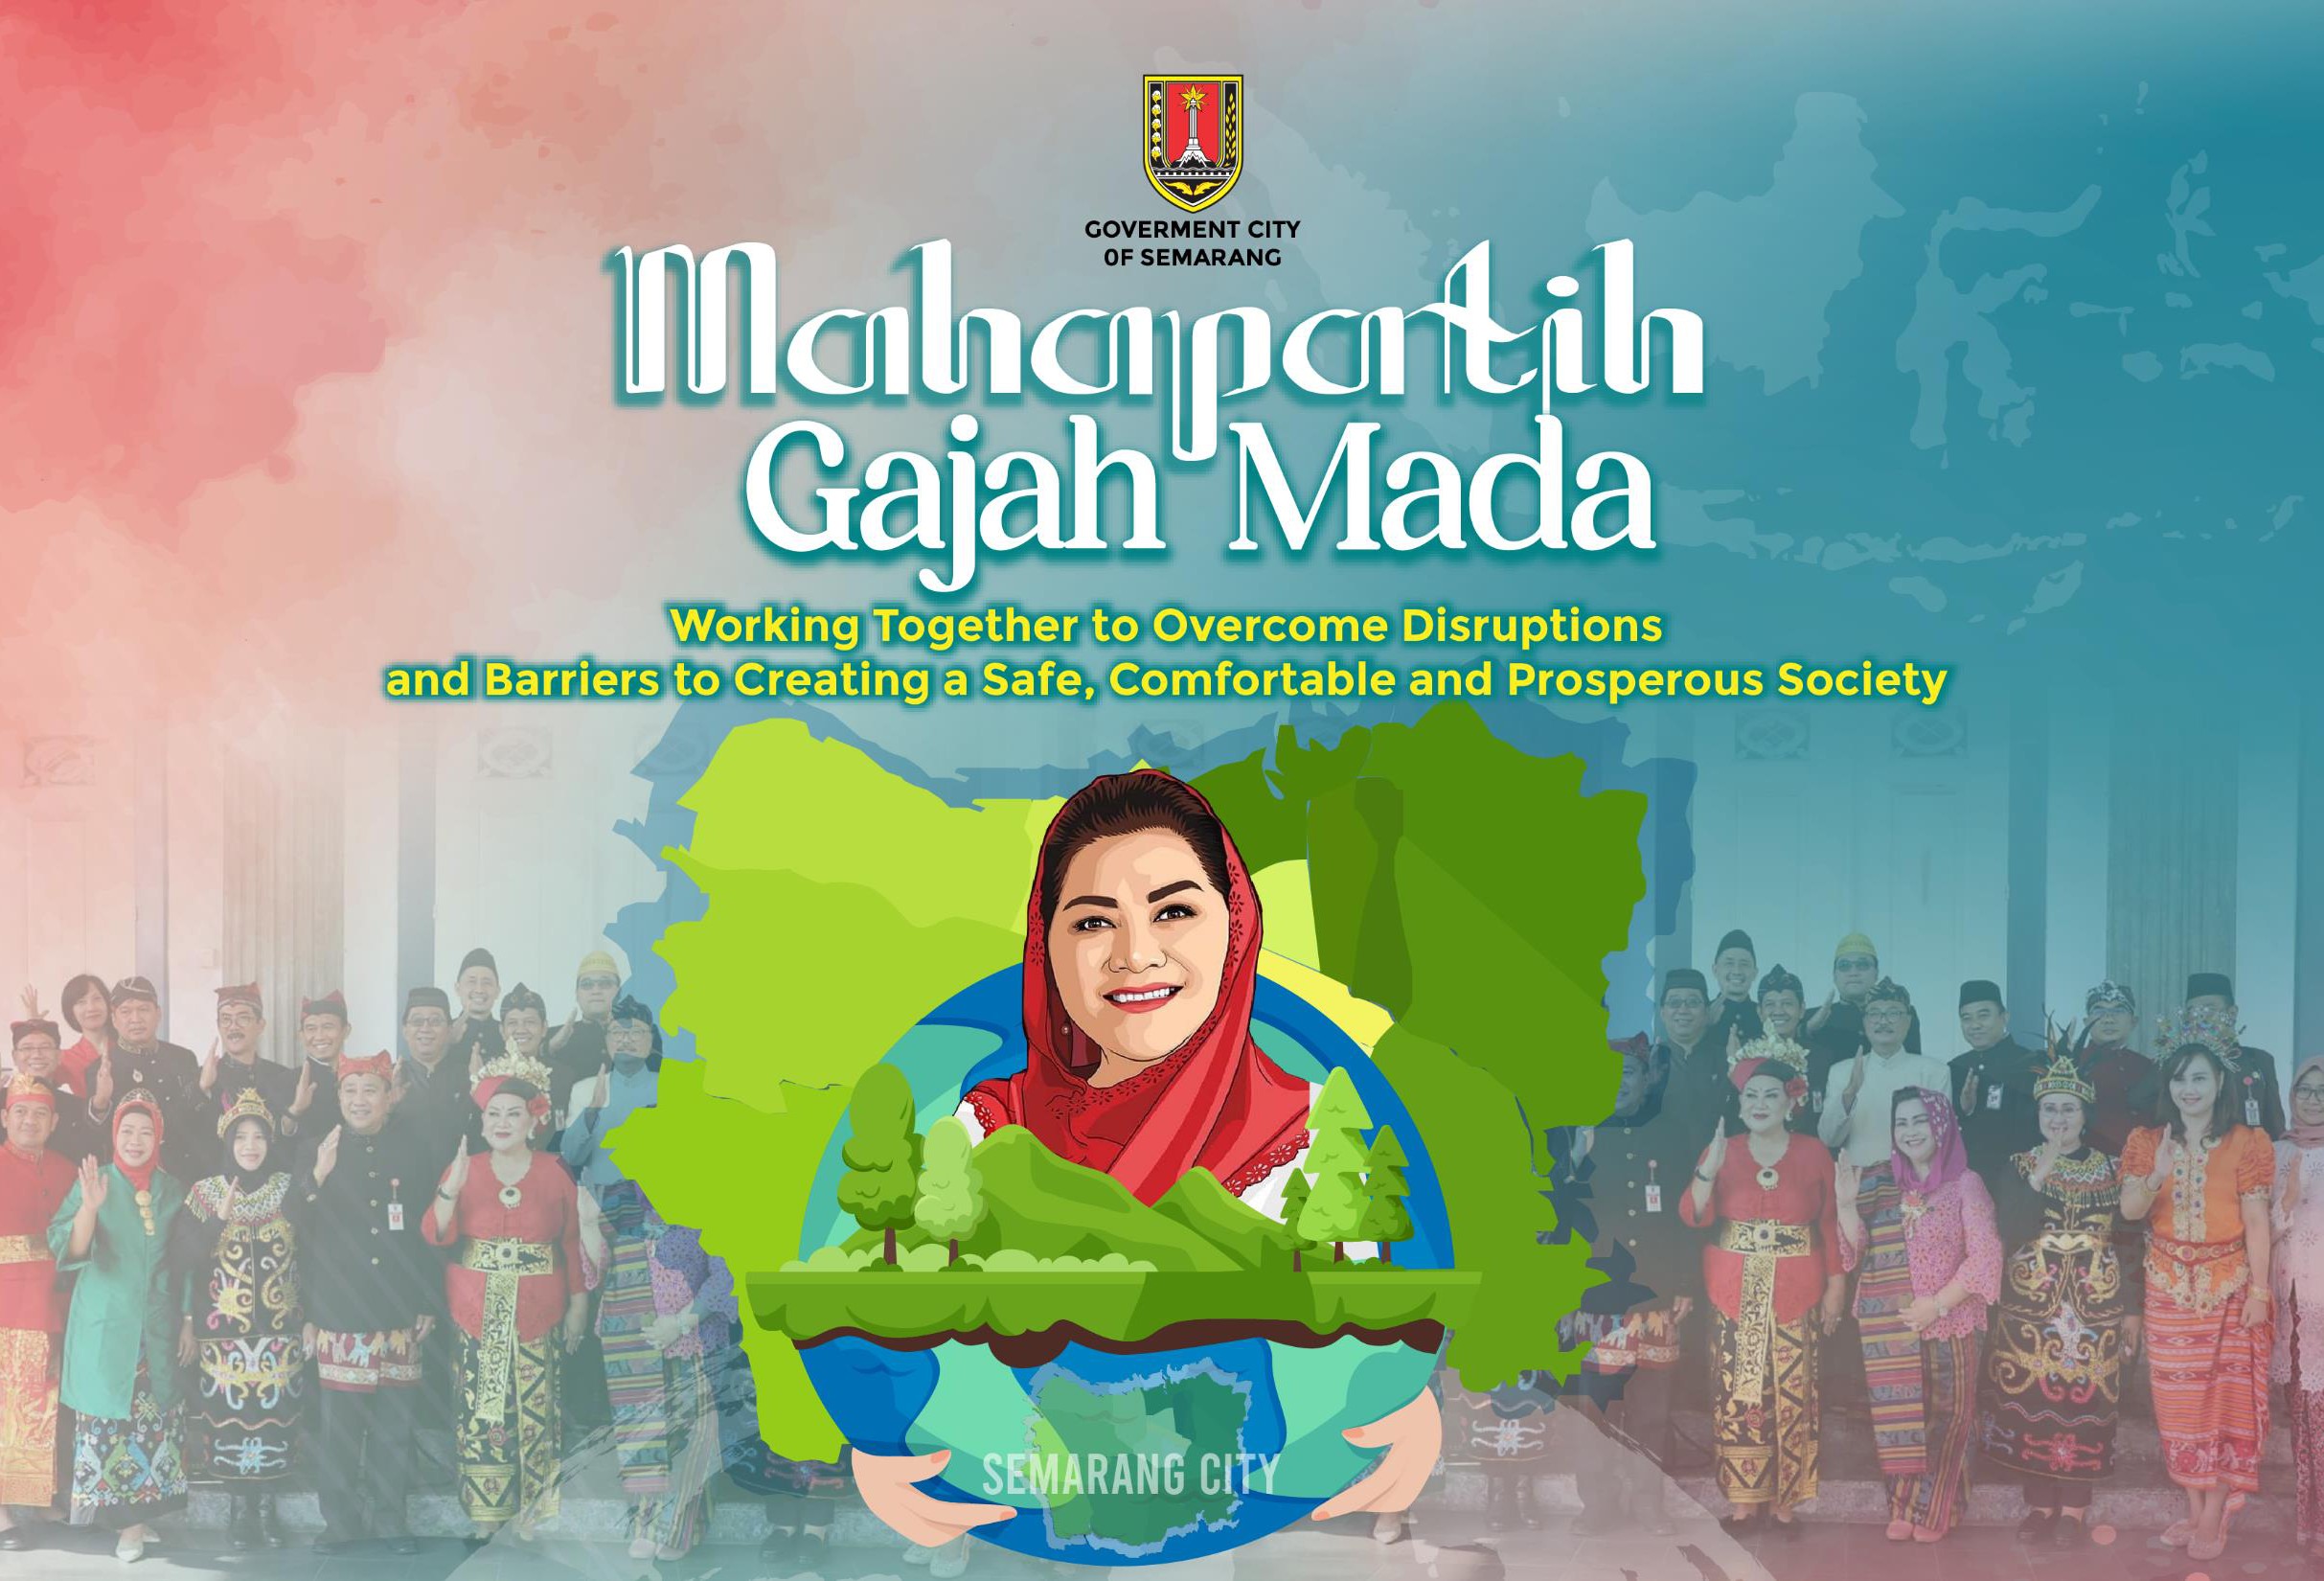 GOVERMENT CITY
OF SEMARANG
Mahapatih
Gajah Mada
Working Together to Overcome Disruptions
and Barriers to Creating a Safe, Comfortable and Prosperous Society
SEMARANG CITY